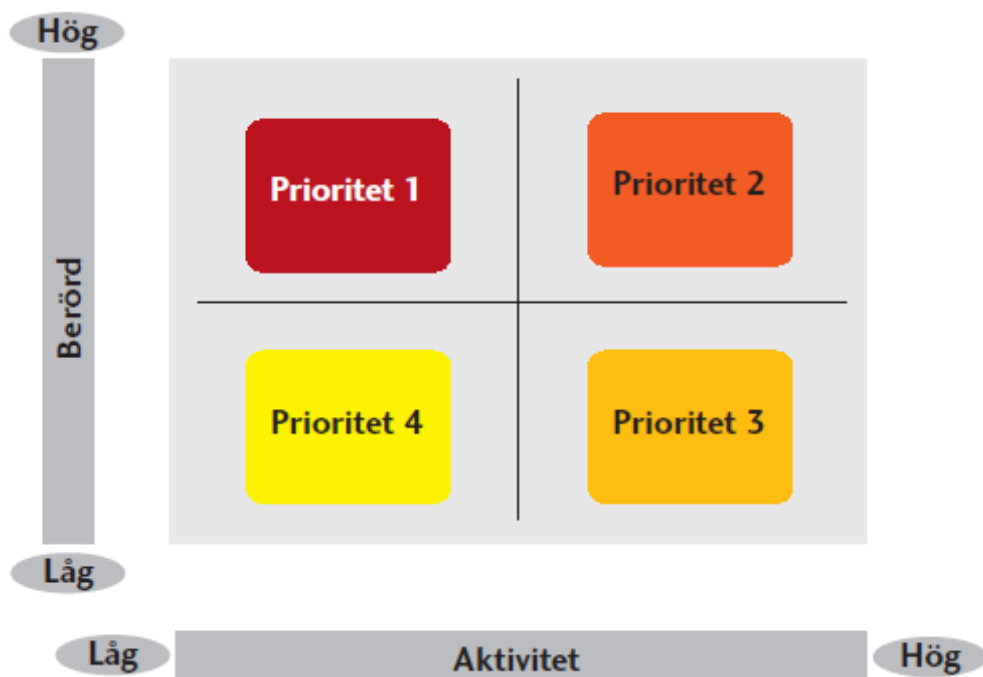 Hög
Prioritet 1
Prioritet 2
Berörd
Prioritet 4
Prioritet 3
Låg
Låg
Aktivitet
Hög